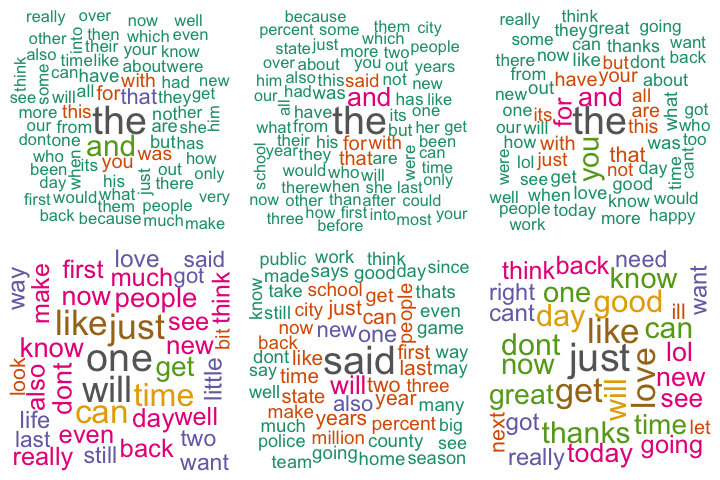 really over now well
other then which even
into their your know
also time like about were
think some can have with had new
see will all for that they get
more this the not her him
our from and are she
dont one you was but has how
who its his out only
been when just there very
day what
first would them people
back because much make
because them city
percent some which
state just more two people
over about you out years
him also this said not new
our had was and has like
all have the its one
what from but her get
school their his for with been
year they that are were can
would who will time
there when she last only
now other than after could
three how first into most your
before
really think great going
some they thanks want
there now like but dont back
from have your about
new out for and all what
one its the are got
our will you this who
how with that was too
were lol just not day time cant
see get good
well when love know would
people today more happy
work
love said
way first much got
make now people think
like just see bit
know one new
look also dont will get little
can time
life day well
last even two
really still back want
public work think
made says good day since
know take school get thats
still city just can people even
now new one game
back said first way
dont like last may
say time will two three
well state also year many
make years percent big
much million county see
police going home season
team
think back need
right one know want
cant day good ill
dont like can
now just lol
great get will love new
see
next got thanks time let
really today going